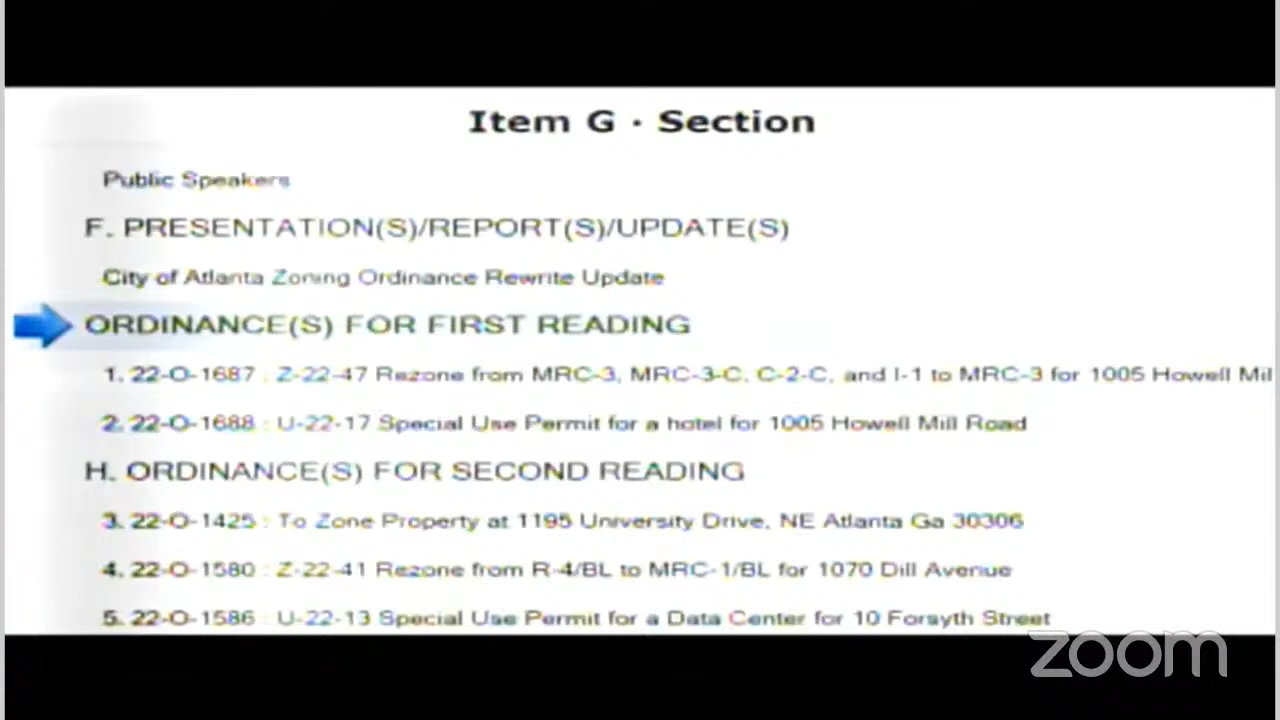 Item G · Section
Public Speakers
F. PRESENTATION(S)/REPORT(S)/UPDATE(S)
City of Atlanta Zoning Ordinance Rewrite Update
ORDINANCE(S) FOR FIRST READING
1. 22-O-1687 : Z-22-47 Rezone from MRC-3, MRC-3-C, C-2-C, and I-1 to MRC-3 for 1005 Howell Mil
2. 22-O-1688 : U-22-17 Special Use Permit for a hotel for 1005 Howell Mill Road
H. ORDINANCE(S) FOR SECOND READING
3. 22-O-1425 : To Zone Property at 1195 University Drive, NE Atlanta Ga 30306
4. 22-O-1580 : Z-22-41 Rezone from R-4/BL to MRC-1/BL for 1070 Dill Avenue
5. 22-O-1586 : U-22-13 Special Use Permit for a Data Center for 10 Forsyth Street
zoom